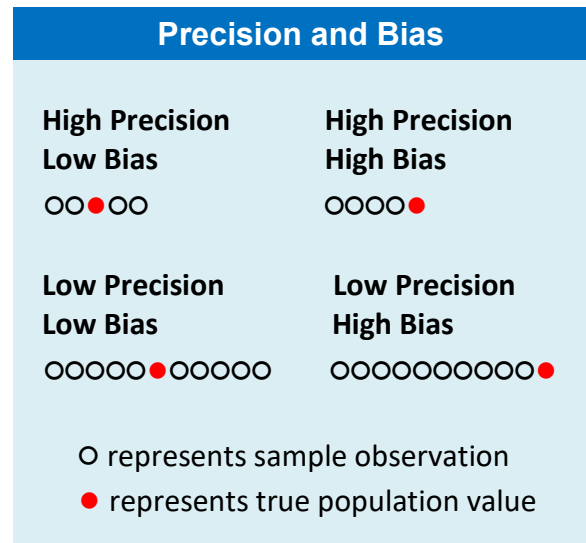 Precision and Bias
High Precision
Low Bias
High Precision
High Bias
Low Precision
Low Bias
Low Precision
High Bias
represents sample observation
represents true population value